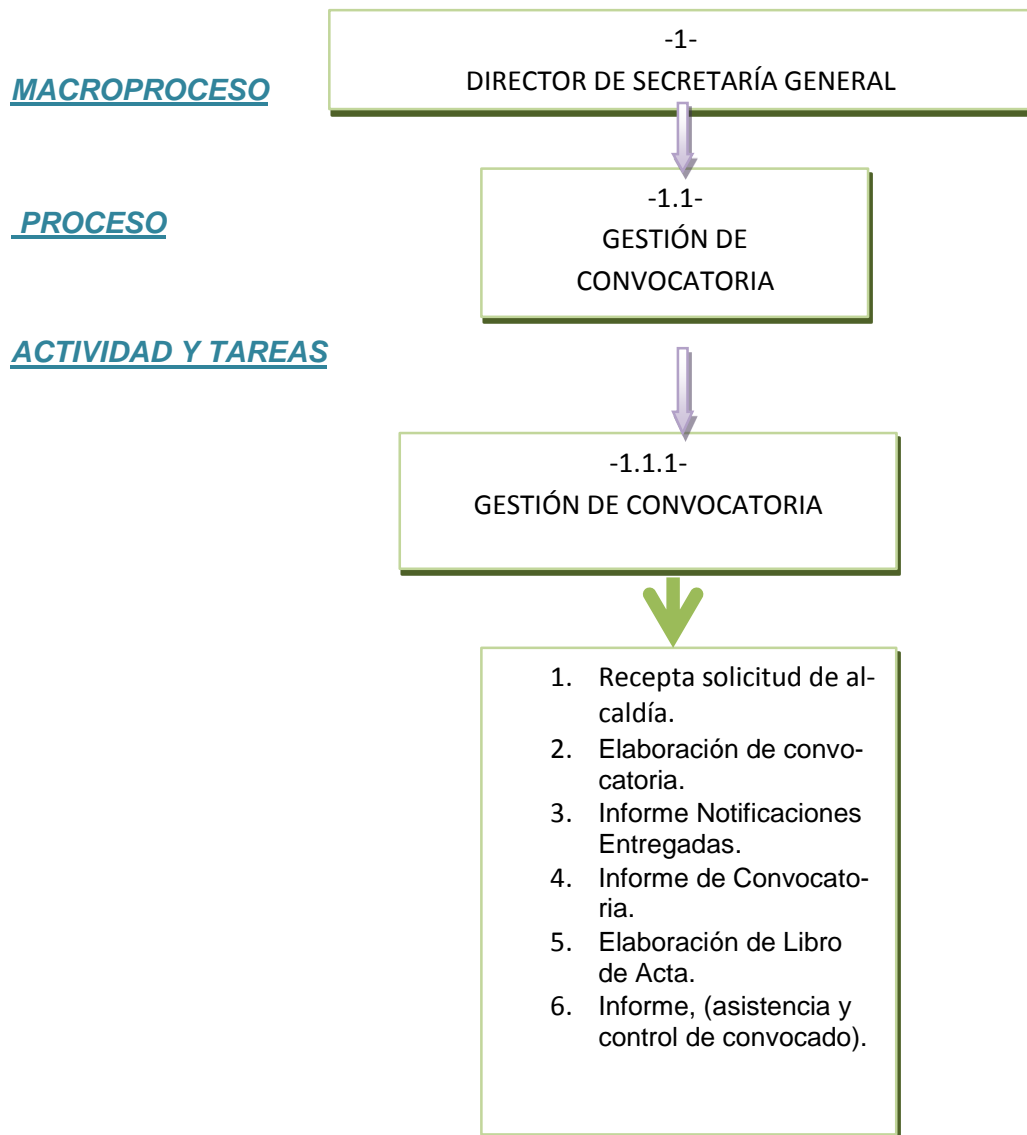 -1-
DIRECTOR DE SECRETARÍA GENERAL
MACROPROCESO
-1.1-
GESTIÓN DE
CONVOCATORIA
PROCESO
ACTIVIDAD Y TAREAS
-1.1.1-
GESTIÓN DE CONVOCATORIA
1. Recepta solicitud de al-
caldía.
2. Elaboración de convo-
catoria.
3. Informe Notificaciones
Entregadas.
4. Informe de Convocato-
ria.
5. Elaboración de Libro
de Acta.
6. Informe, (asistencia y
control de convocado).